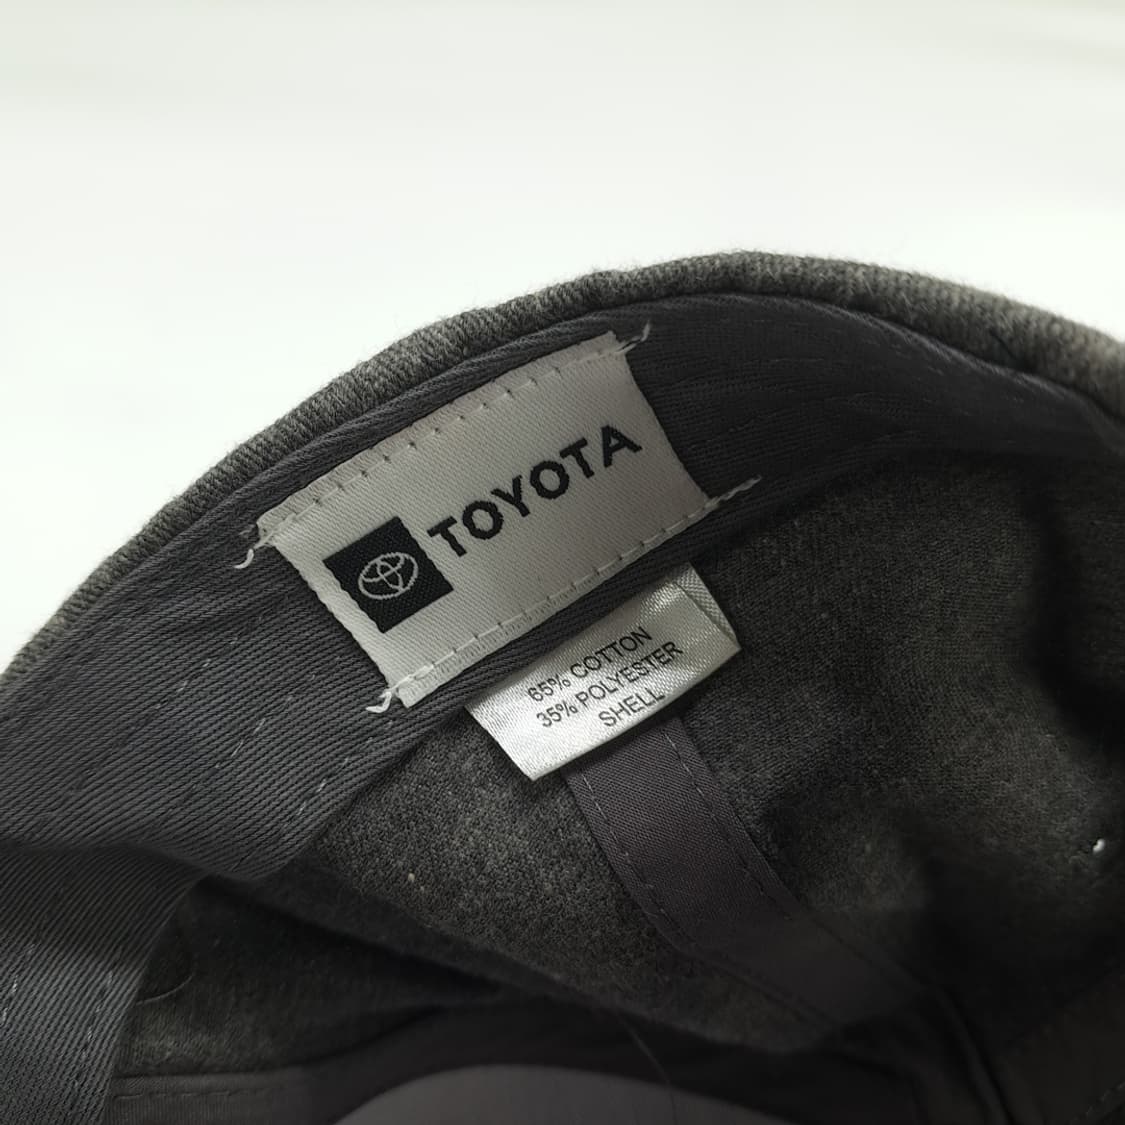 TOYOTA
65% COTTON
35% POLYESTER
SHELL